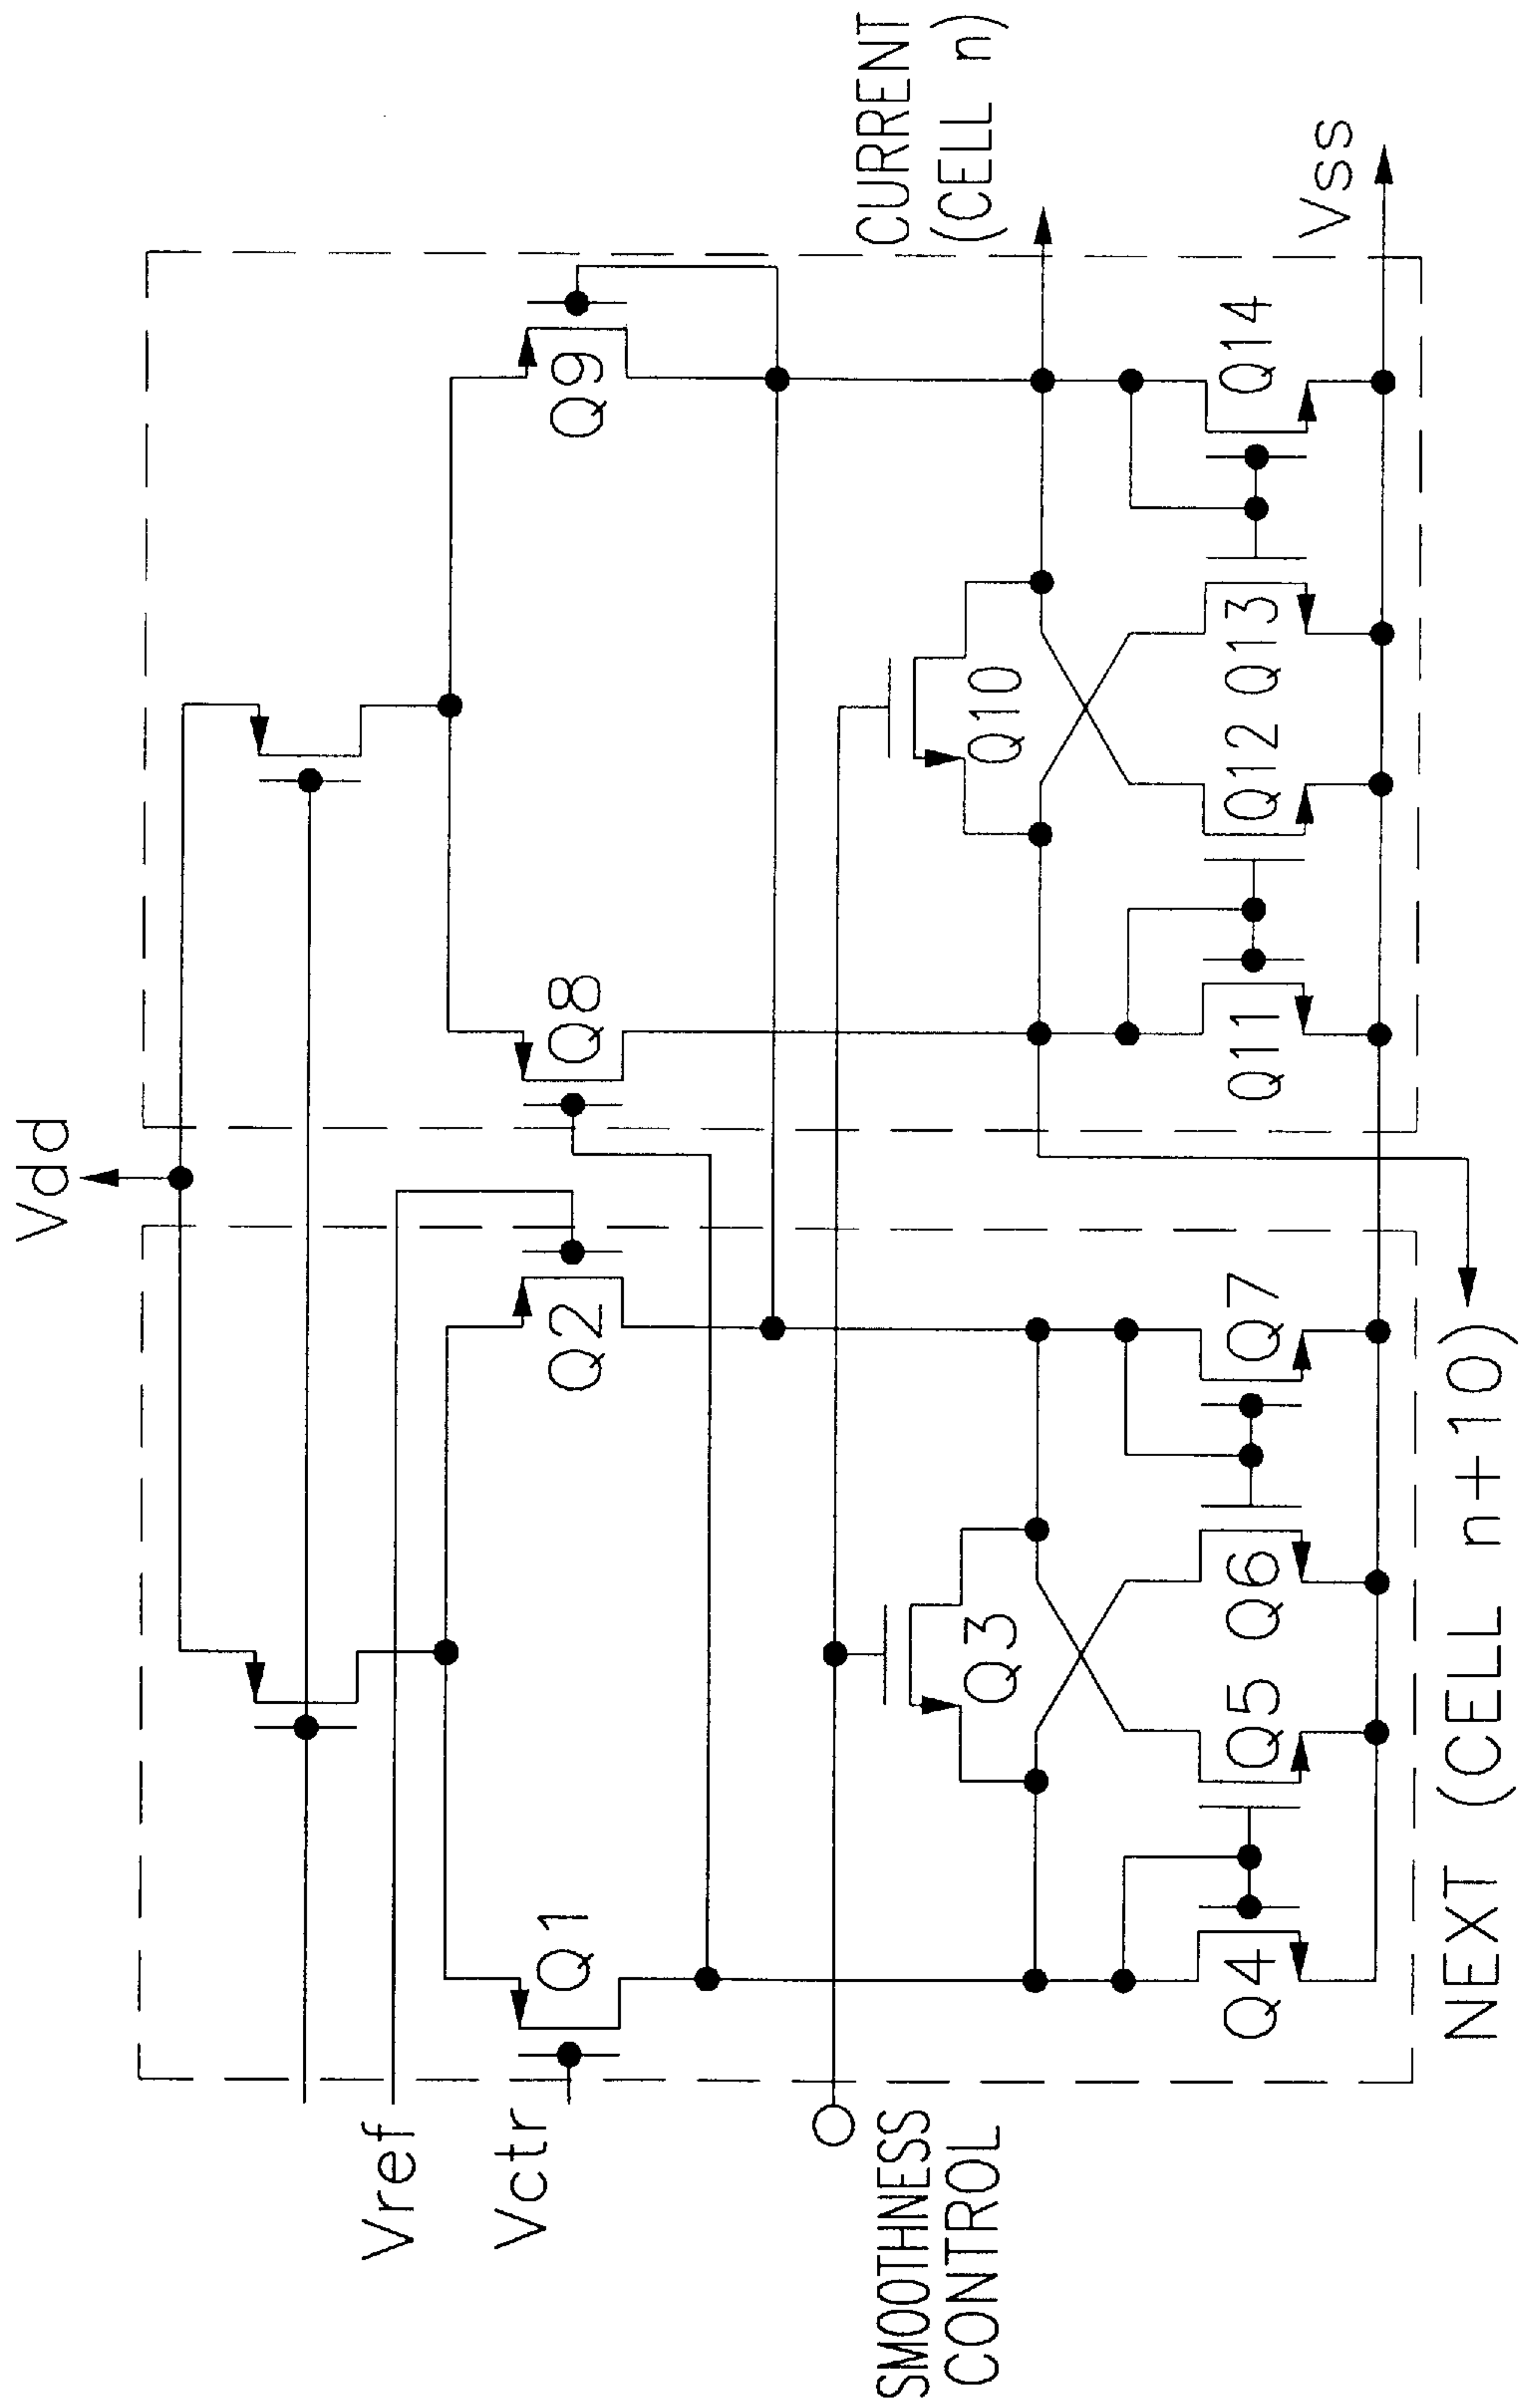 Vdd
Vref
Vctr
Q1
Q2
Q8
Q9
SMOOTHNESS
CONTROL
Q3
Q10
CURRENT
(CELL n)
Q4
Q5
Q6
Q7
Q11
Q12
Q13
Q14
Vss
NEXT (CELL n+10)